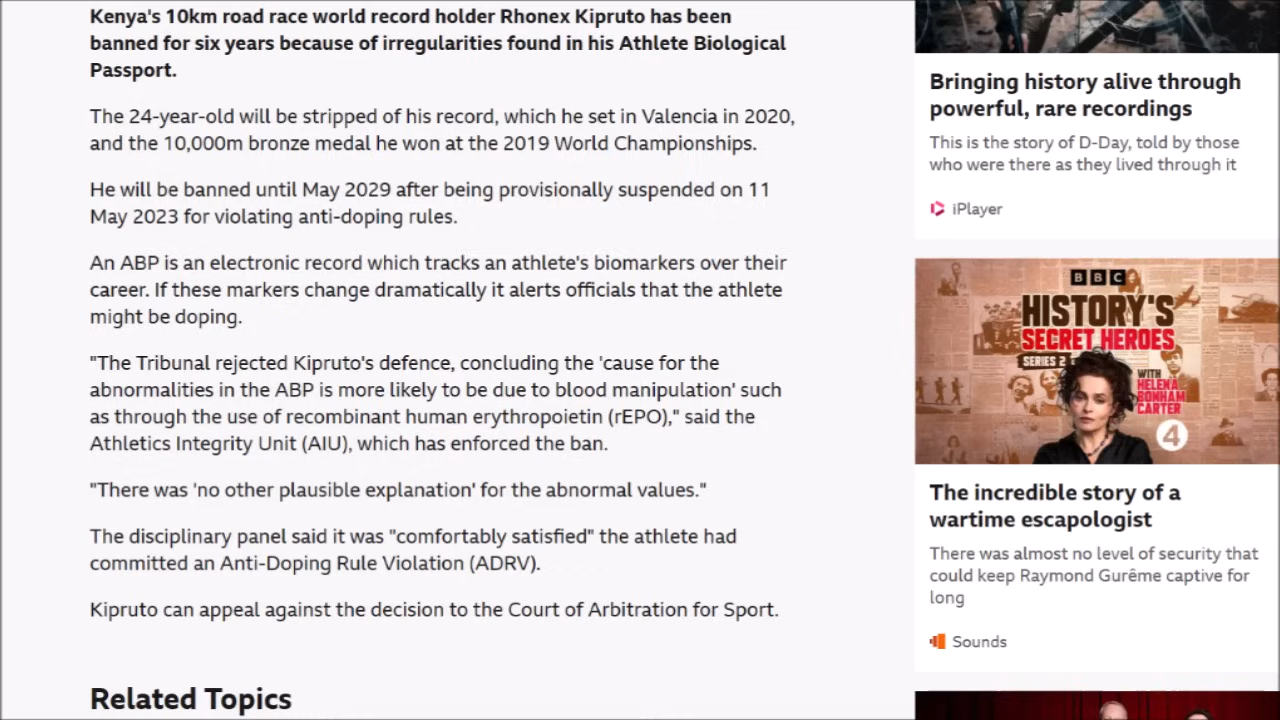 Kenya's 10km road race world record holder Rhonex Kipruto has been
banned for six years because of irregularities found in his Athlete Biological
Passport.
The 24-year-old will be stripped of his record, which he set in Valencia in 2020,
and the 10,000m bronze medal he won at the 2019 World Championships.
He will be banned until May 2029 after being provisionally suspended on 11
May 2023 for violating anti-doping rules.
An ABP is an electronic record which tracks an athlete's biomarkers over their
career. If these markers change dramatically it alerts officials that the athlete
might be doping.
"The Tribunal rejected Kipruto's defence, concluding the 'cause for the
abnormalities in the ABP is more likely to be due to blood manipulation' such
as through the use of recombinant human erythropoietin (rEPO)," said the
Athletics Integrity Unit (AIU), which has enforced the ban.
"There was 'no other plausible explanation' for the abnormal values."
The disciplinary panel said it was "comfortably satisfied" the athlete had
committed an Anti-Doping Rule Violation (ADRV).
Kipruto can appeal against the decision to the Court of Arbitration for Sport.
Related Topics
Bringing history alive through
powerful, rare recordings
This is the story of D-Day, told by those
who were there as they lived through it
iPlayer
BBC
HISTORY'S
SECRET HEROES
SERIES 2
WITH
HELENA
BONHAM
CARTER
4
The incredible story of a
wartime escapologist
There was almost no level of security that
could keep Raymond Gurême captive for
long
Sounds